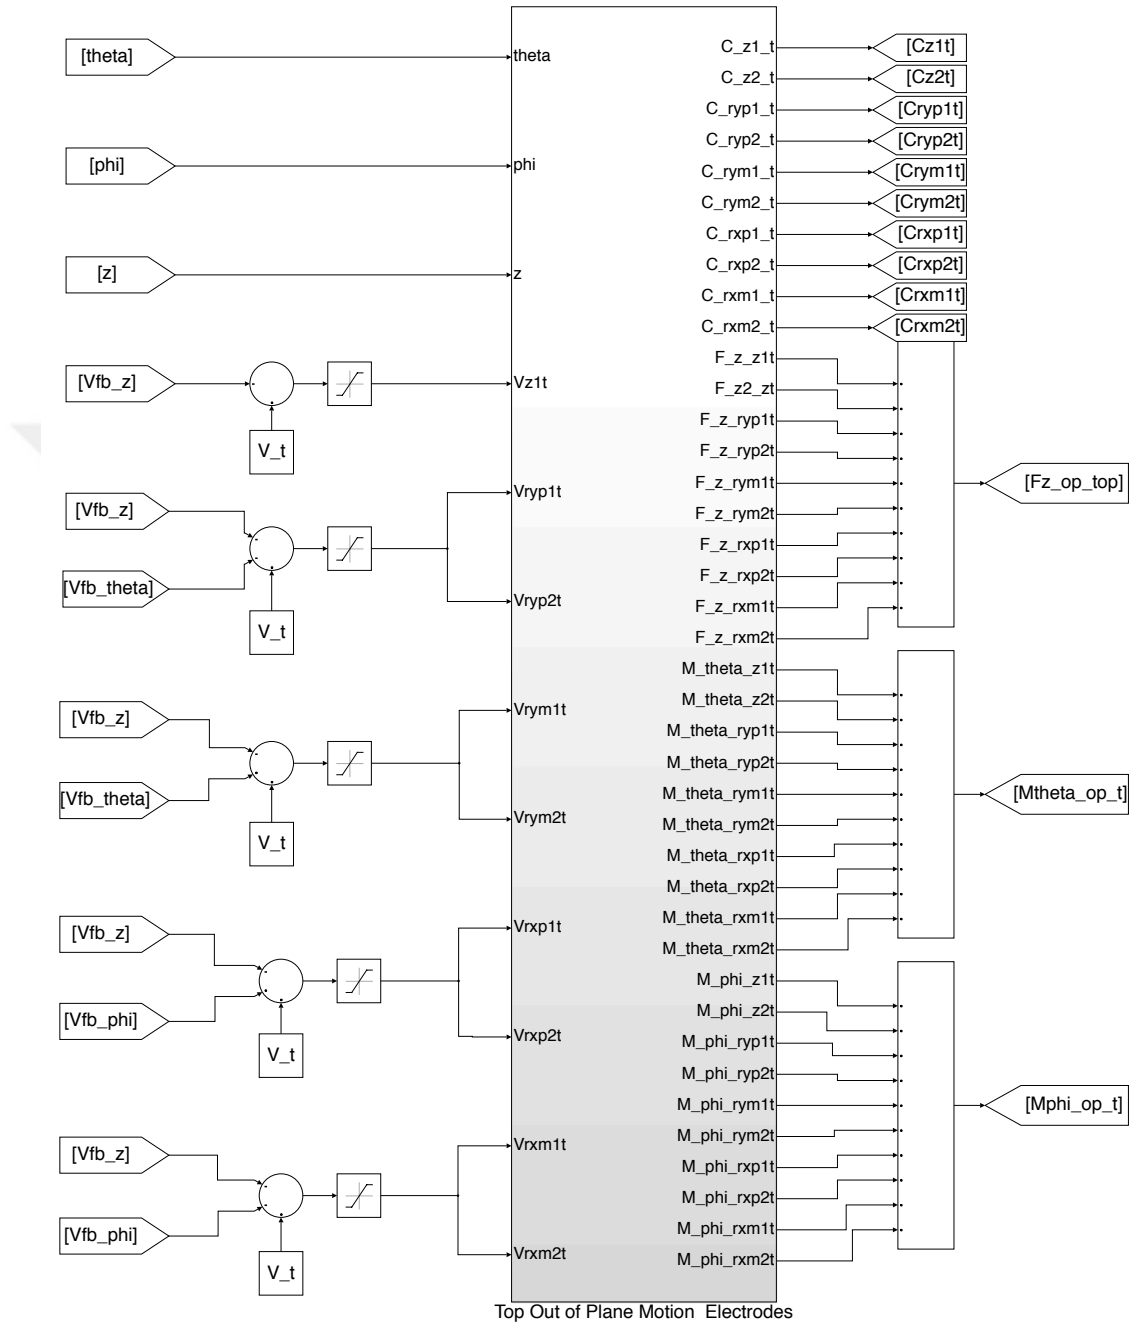 [theta]
[phi]
[z]
[Vfb_z]
V_t
[Vfb_z]
[Vfb_theta]
V_t
[Vfb_z]
[Vfb_theta]
V_t
[Vfb_z]
[Vfb_phi]
V_t
[Vfb_z]
[Vfb_phi]
V_t
theta
phi
z
Vz1t
Vryp1t
Vryp2t
Vrym1t
Vrym2t
Vrxp1t
Vrxp2t
Vrxm1t
Vrxm2t
C_z1_t
C_z2_t
C_ryp1_t
C_ryp2_t
C_rym1_t
C_rym2_t
C_rxp1_t
C_rxp2_t
C_rxm1_t
C_rxm2_t
F_z_z1t
F_z2_zt
F_z_ryp1t
F_z_ryp2t
F_z_rym1t
F_z_rym2t
F_z_rxp1t
F_z_rxp2t
F_z_rxm1t
F_z_rxm2t
M_theta_z1t
M_theta_z2t
M_theta_ryp1t
M_theta_ryp2t
M_theta_rym1t
M_theta_rym2t
M_theta_rxp1t
M_theta_rxp2t
M_theta_rxm1t
M_theta_rxm2t
M_phi_z1t
M_phi_z2t
M_phi_ryp1t
M_phi_ryp2t
M_phi_rym1t
M_phi_rym2t
M_phi_rxp1t
M_phi_rxp2t
M_phi_rxm1t
M_phi_rxm2t
[Cz1t]
[Cz2t]
[Cryp1t]
[Cryp2t]
[Crym1t]
[Crym2t]
[Crxp1t]
[Crxp2t]
[Crxm1t]
[Crxm2t]
[Fz_op_top]
[Mtheta_op_t]
[Mphi_op_t]
Top Out of Plane Motion Electrodes